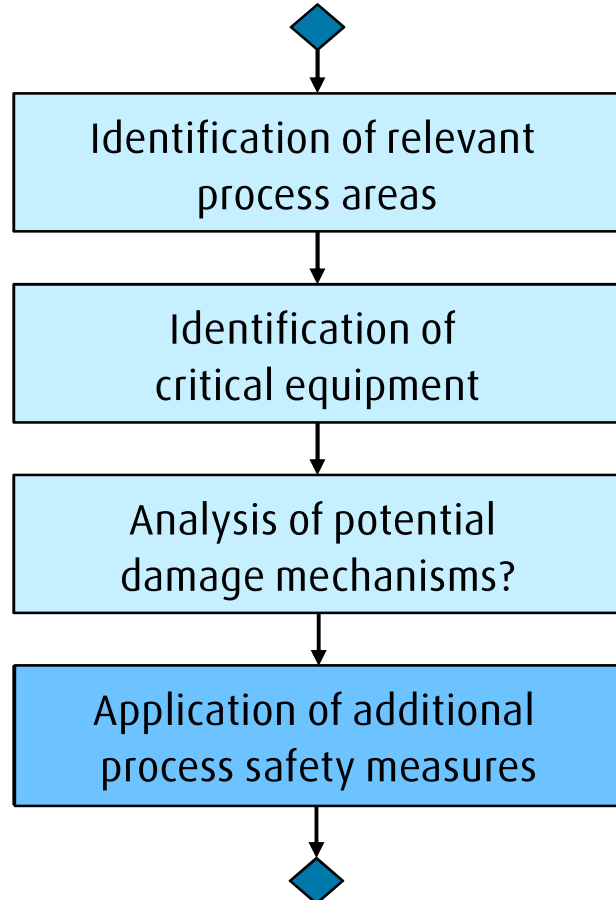 Identification of relevant
process areas
Identification of
critical equipment
Analysis of potential
damage mechanisms?
Application of additional
process safety measures